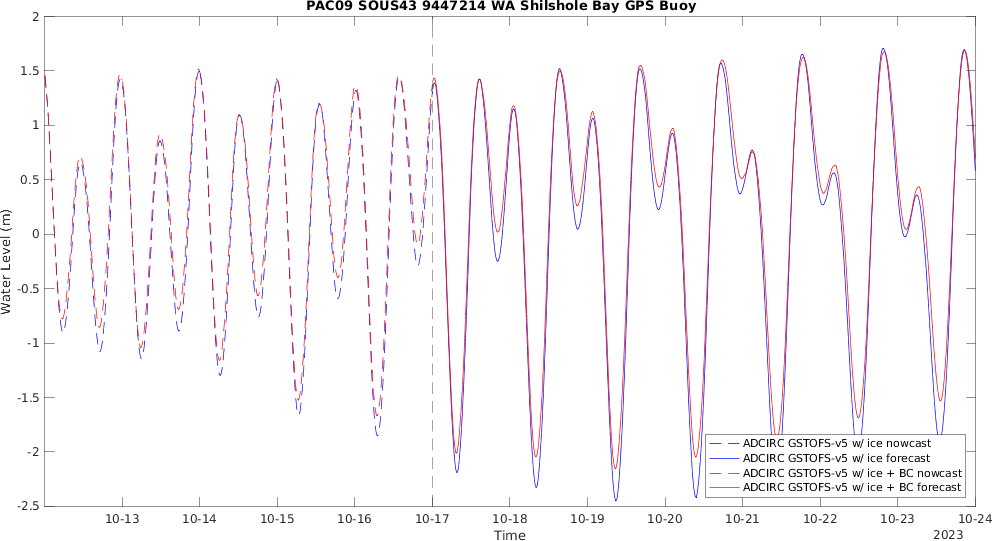 PAC09 SOUS43 9447214 WA Shilshole Bay GPS Buoy
Water Level (m)
2
1.5
1
0.5
0
-0.5
-1
-1.5
-2
-2.5
ADCIRC GSTOFS-v5 w/ ice nowcast
ADCIRC GSTOFS-v5 w/ ice forecast
ADCIRC GSTOFS-v5 w/ ice + BC nowcast
ADCIRC GSTOFS-v5 w/ ice + BC forecast
10-13 10-14 10-15 10-16 10-17 10-18 10-19 10-20 10-21 10-22 10-23 10-24
Time
2023